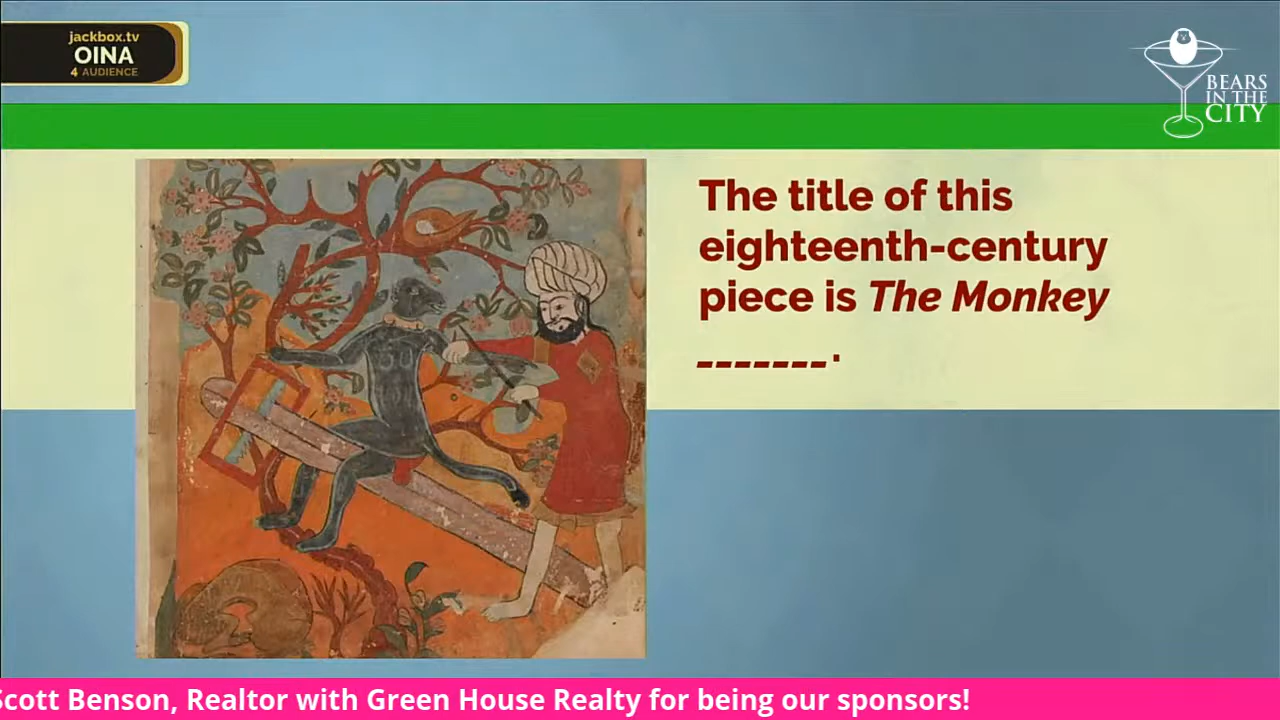 jackbox.tv
OINA
4 AUDIENCE
BEARS
IN THE
CITY
The title of this
eighteenth-century
piece is The Monkey
_______.
Scott Benson, Realtor with Green House Realty for being our sponsors!